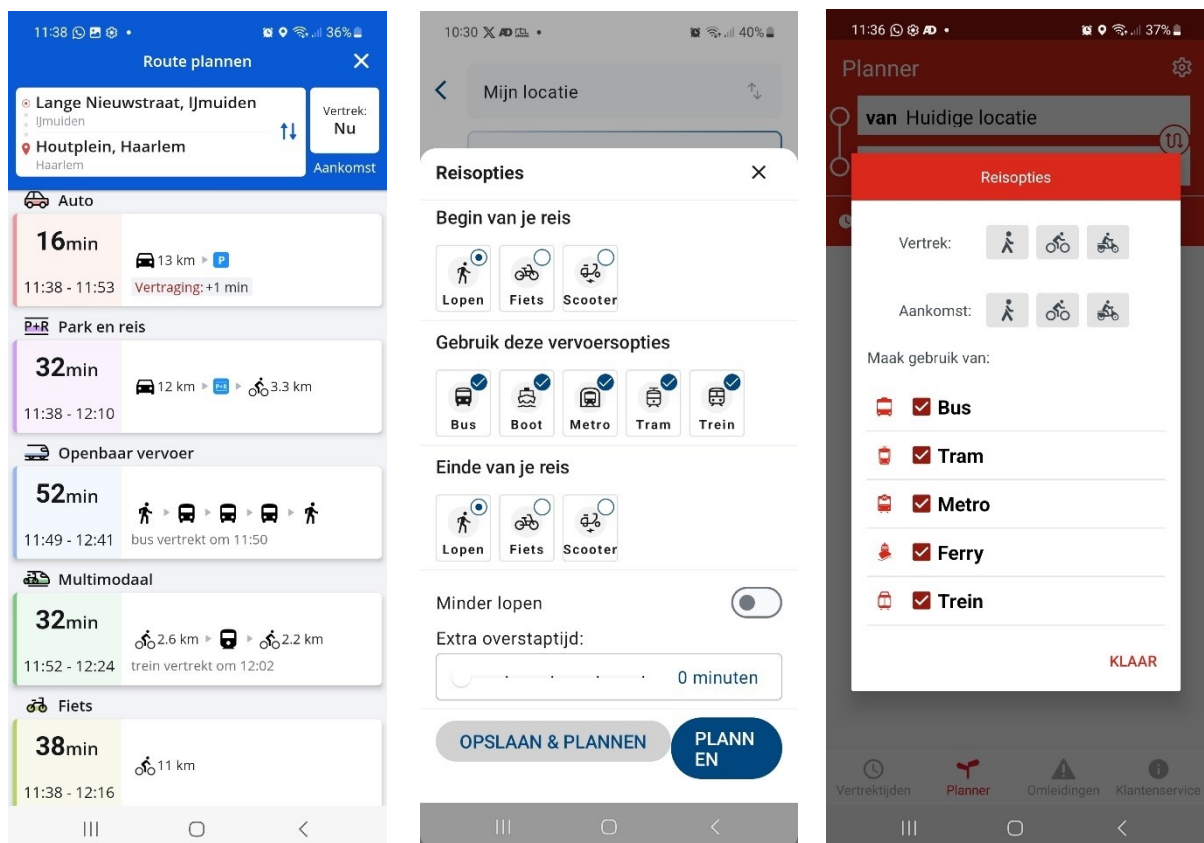 11:38 36%
Route plannen
Lange Nieuwstraat, IJmuiden
IJmuiden
Houtplein, Haarlem
Haarlem
Vertrek:
Nu
Aankomst
Auto
16min
13 km P
11:38 - 11:53 Vertraging: +1 min
P+R Park en reis
32min
12 km P+R 3.3 km
11:38 - 12:10
Openbaar vervoer
52min
11:49 - 12:41 bus vertrekt om 11:50
Multimodaal
32min
2.6 km 2.2 km
11:52 - 12:24 trein vertrekt om 12:02
Fiets
38min
11 km
11:38 - 12:16
10:30 40%
Mijn locatie
Reisopties
Begin van je reis
Lopen Fiets Scooter
Gebruik deze vervoersopties
Bus Boot Metro Tram Trein
Einde van je reis
Lopen Fiets Scooter
Minder lopen
Extra overstaptijd:
0 minuten
OPSLAAN & PLANNEN
PLANN
EN
11:36 37%
Planner
van Huidige locatie
Reisopties
Vertrek:
Aankomst:
Maak gebruik van:
Bus
Tram
Metro
Ferry
Trein
KLAAR
Vertrektijden Planner Omleidingen Klantenservice